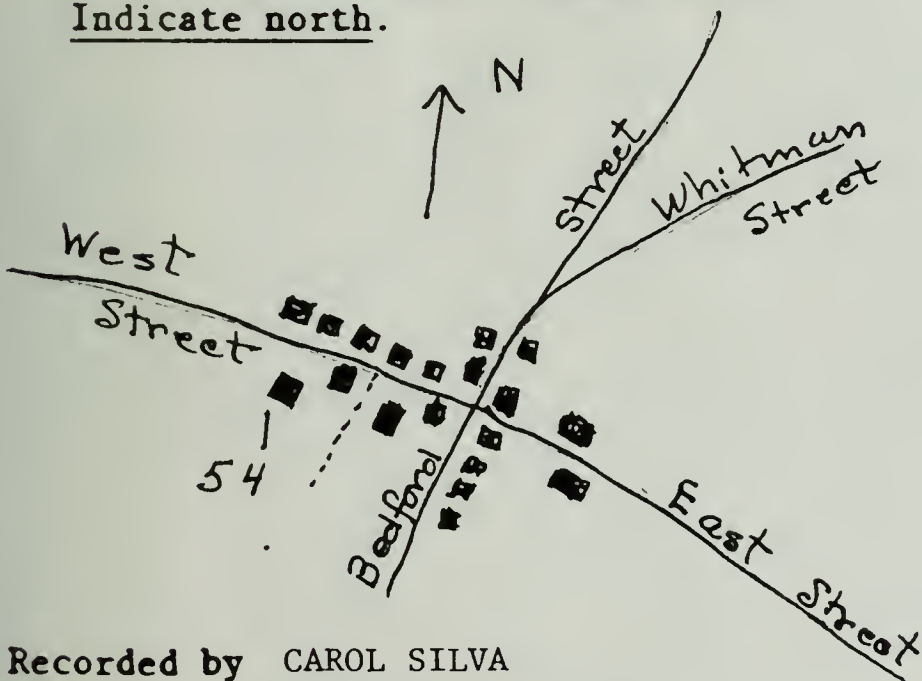 Indicate north.
N
Street
Whitman
Street
West
Street
54
Bedford
East
Street
Recorded by CAROL SILVA